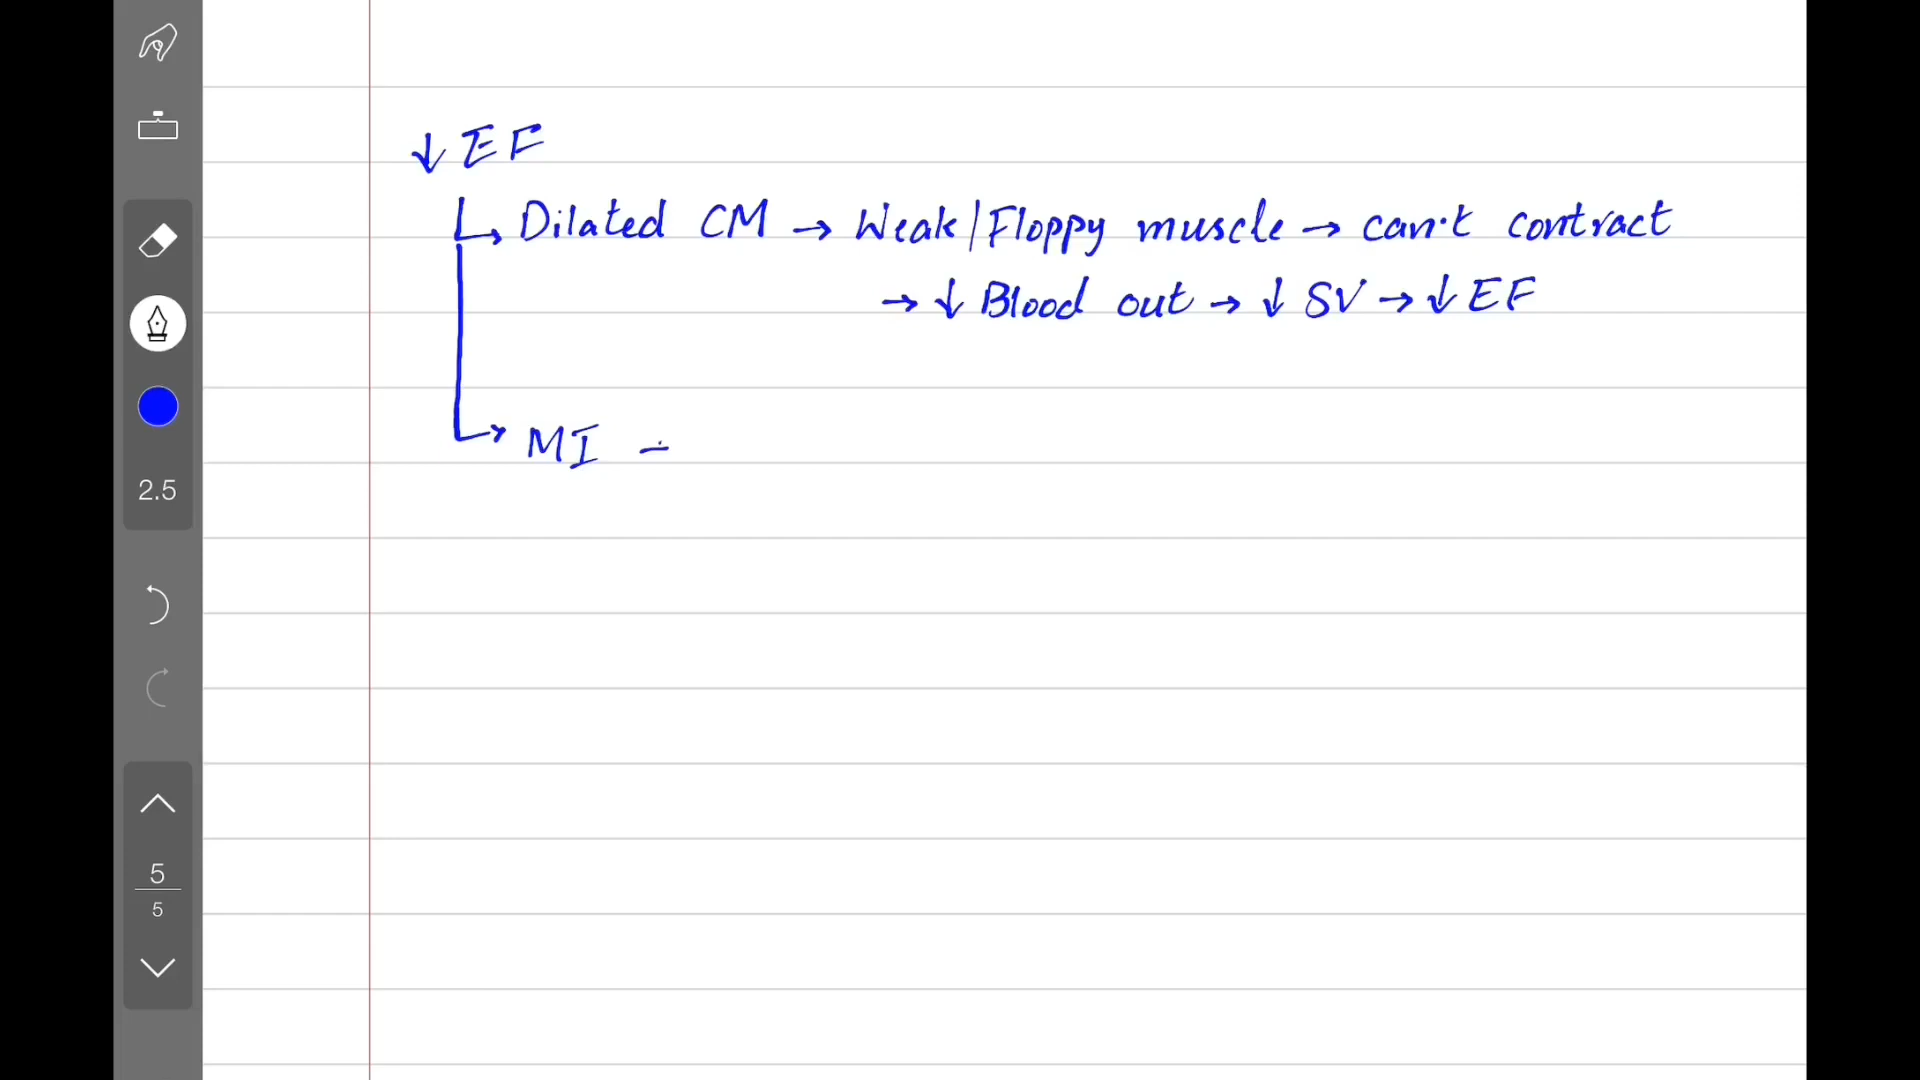 ↓ EF
↳ Dilated CM → Weak/Floppy muscle → can't contract
→ ↓ Blood out → ↓ SV → ↓ EF
↳ MI -
2.5
5
5